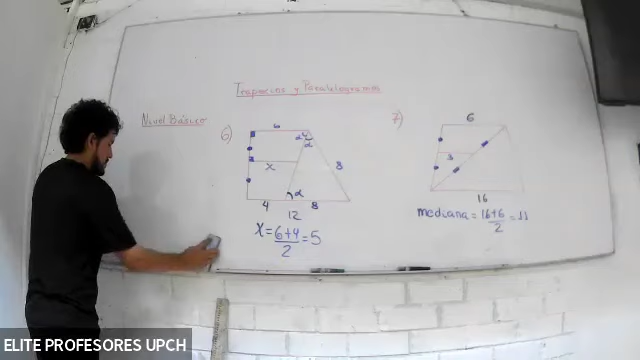 Trapecios y Paralelogramos
Nivel Básico
6)
6
α α
x
8
α
4
8
12
X = 6+4 / 2 = 5
7)
6
3
16
mediana = 16+6 / 2 = 11
ELITE PROFESORES UPCH